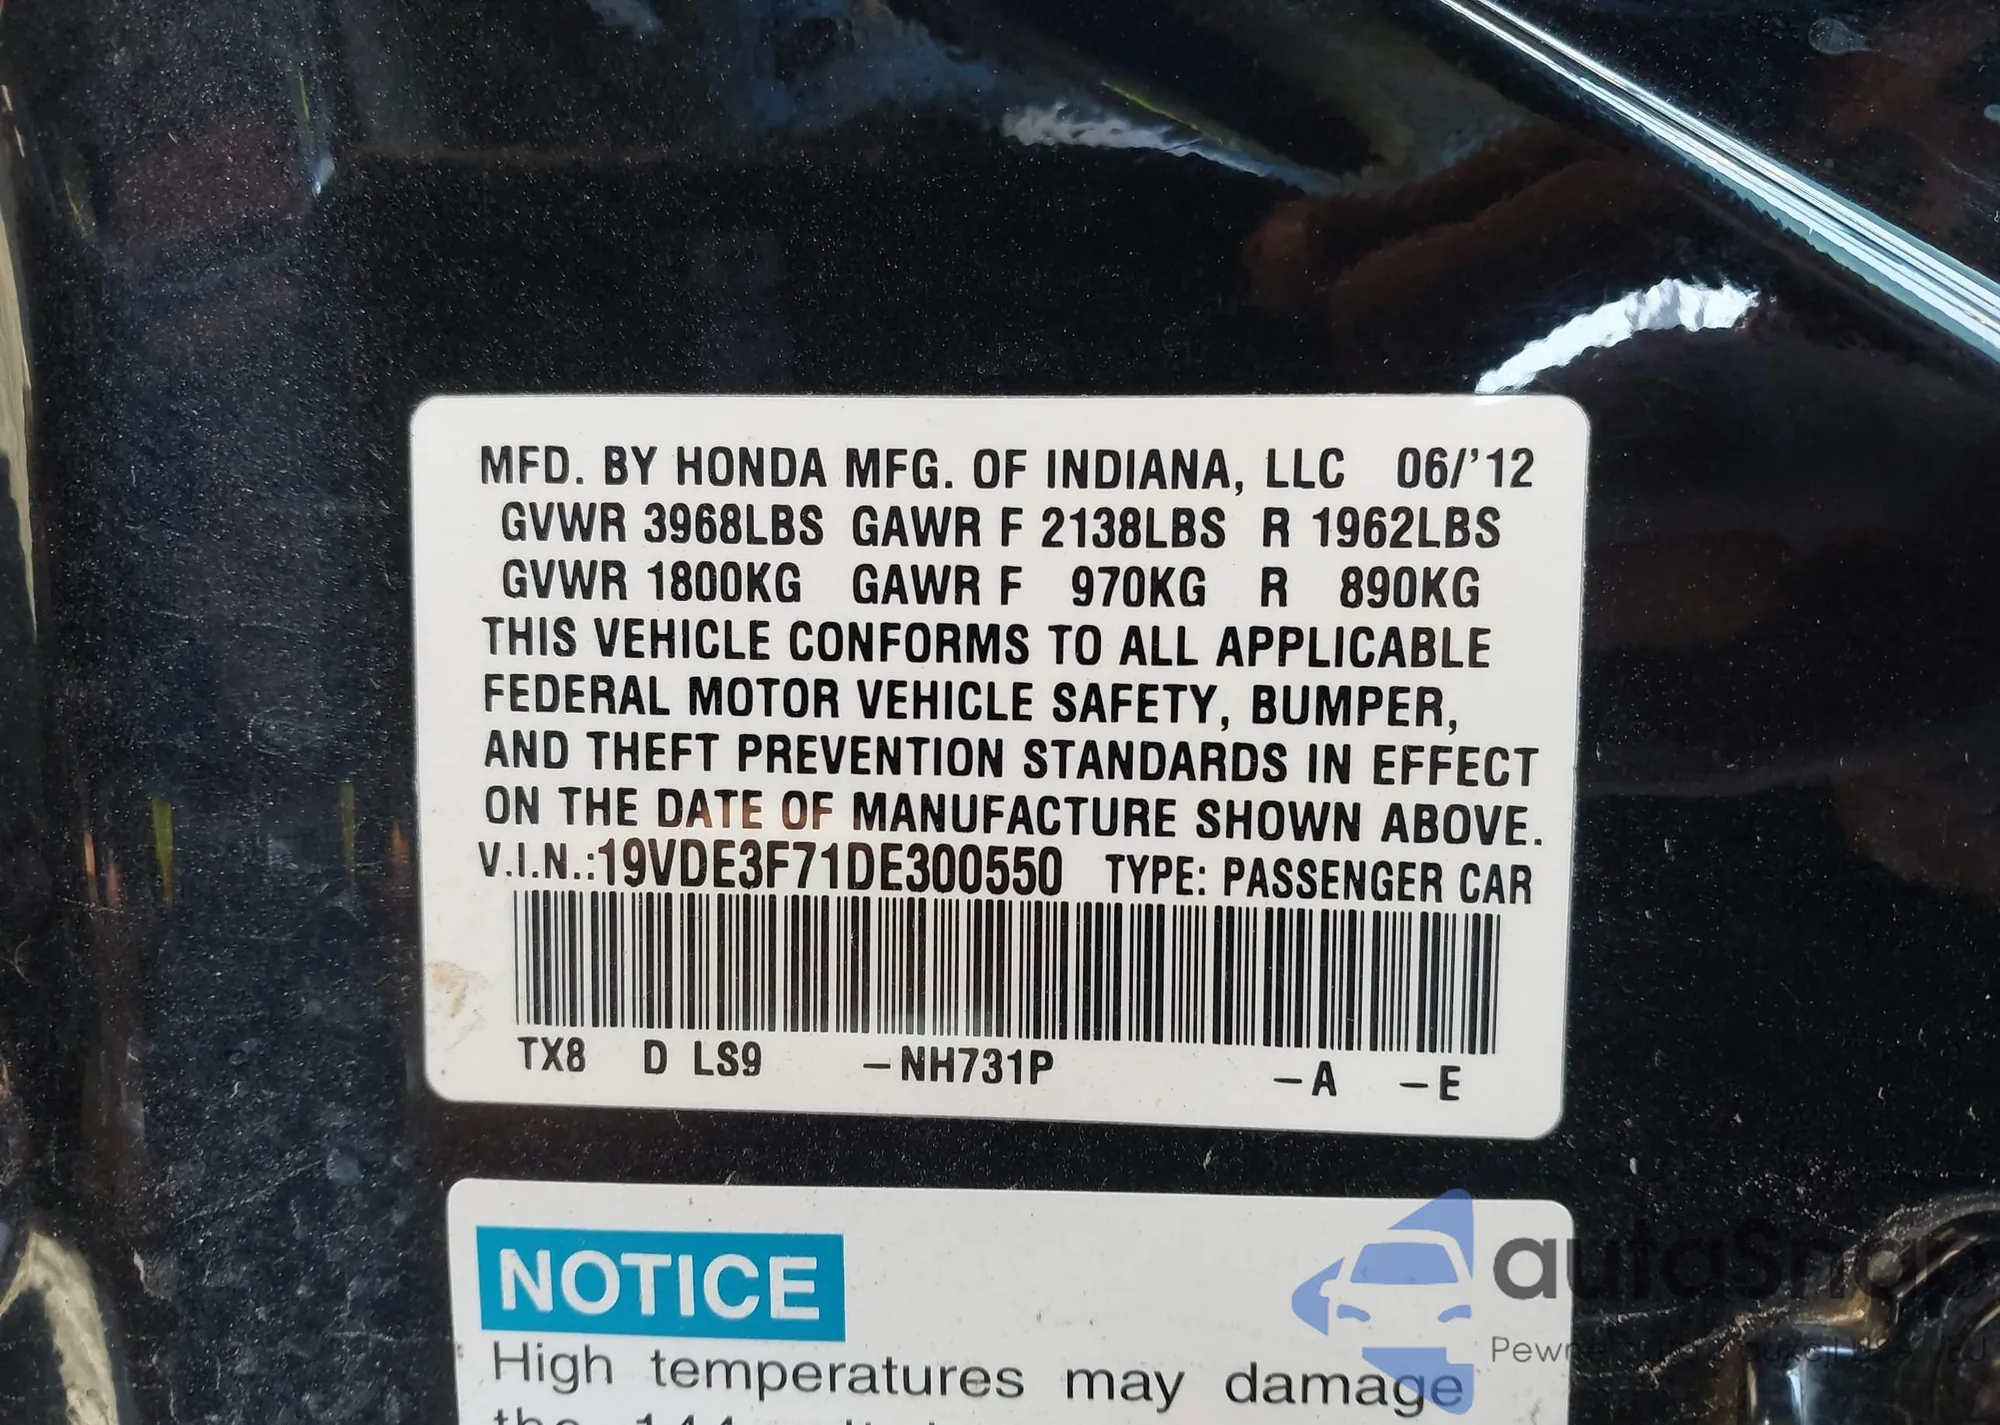 MFD. BY HONDA MFG. OF INDIANA, LLC 06/'12
GVWR 3968LBS GAWR F 2138LBS R 1962LBS
GVWR 1800KG GAWR F 970KG R 890KG
THIS VEHICLE CONFORMS TO ALL APPLICABLE
FEDERAL MOTOR VEHICLE SAFETY, BUMPER,
AND THEFT PREVENTION STANDARDS IN EFFECT
ON THE DATE OF MANUFACTURE SHOWN ABOVE.
V.I.N.:19VDE3F71DE300550 TYPE: PASSENGER CAR
TX8 D LS9 –NH731P –A –E
NOTICE
High temperatures may damage
the
autoSnap